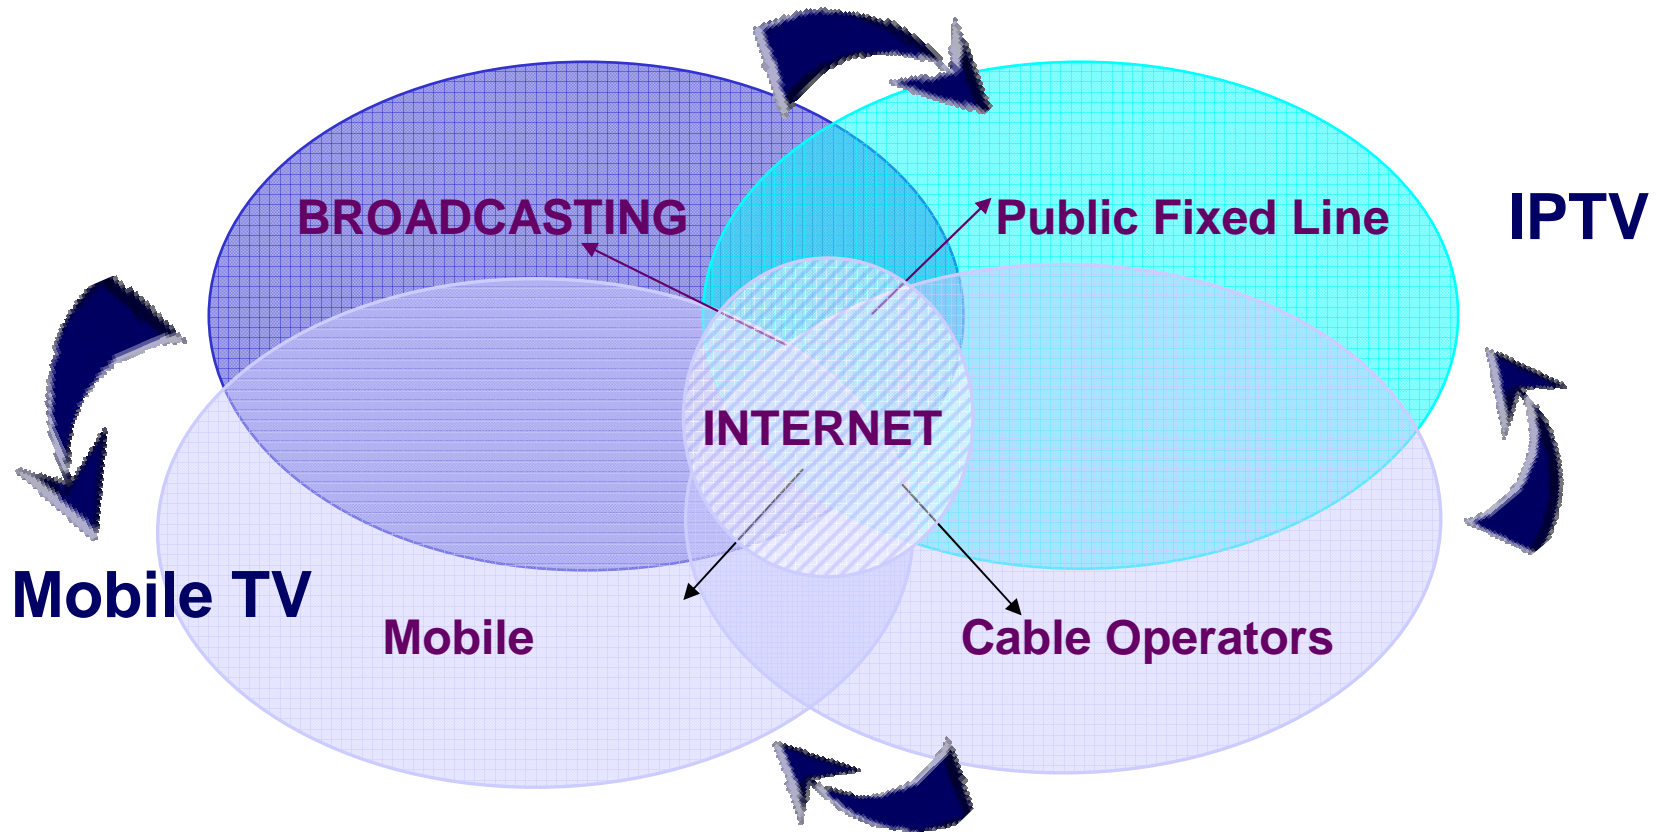 BROADCASTING
Public Fixed Line
IPTV
INTERNET
Mobile TV
Mobile
Cable Operators